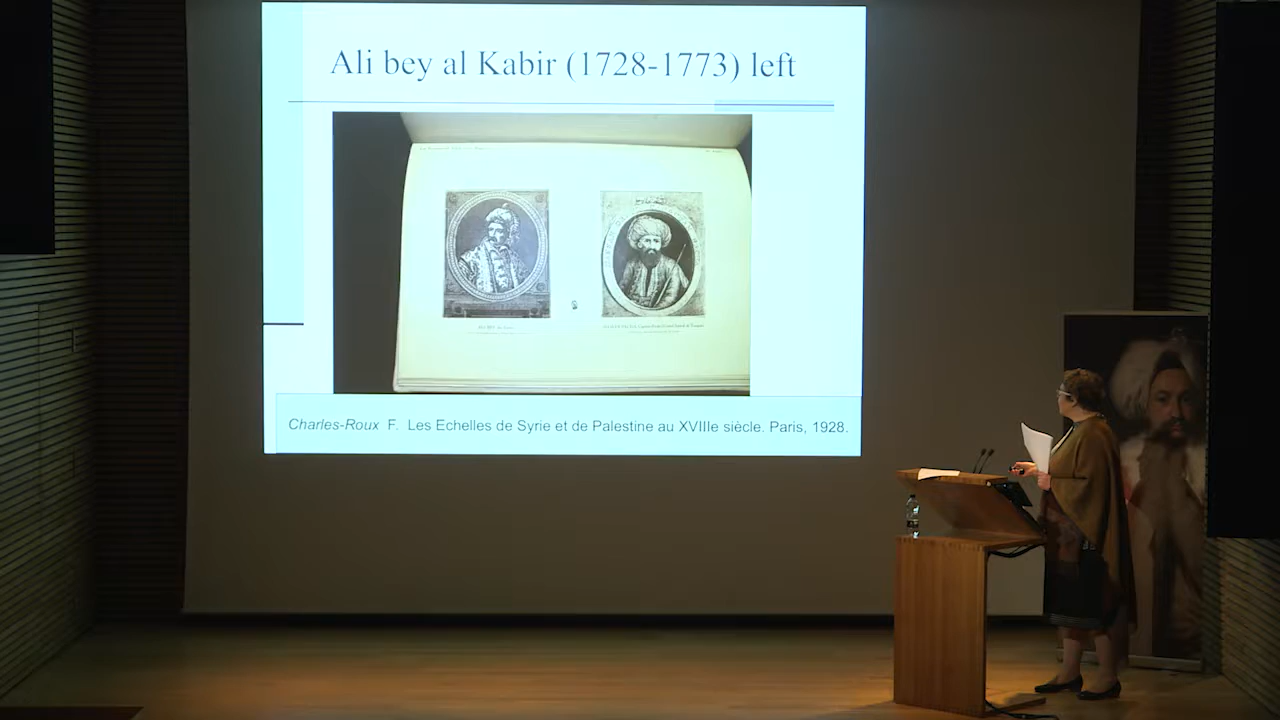 Ali bey al Kabir (1728-1773) left
Charles-Roux F. Les Echelles de Syrie et de Palestine au XVIIIe siècle. Paris, 1928.